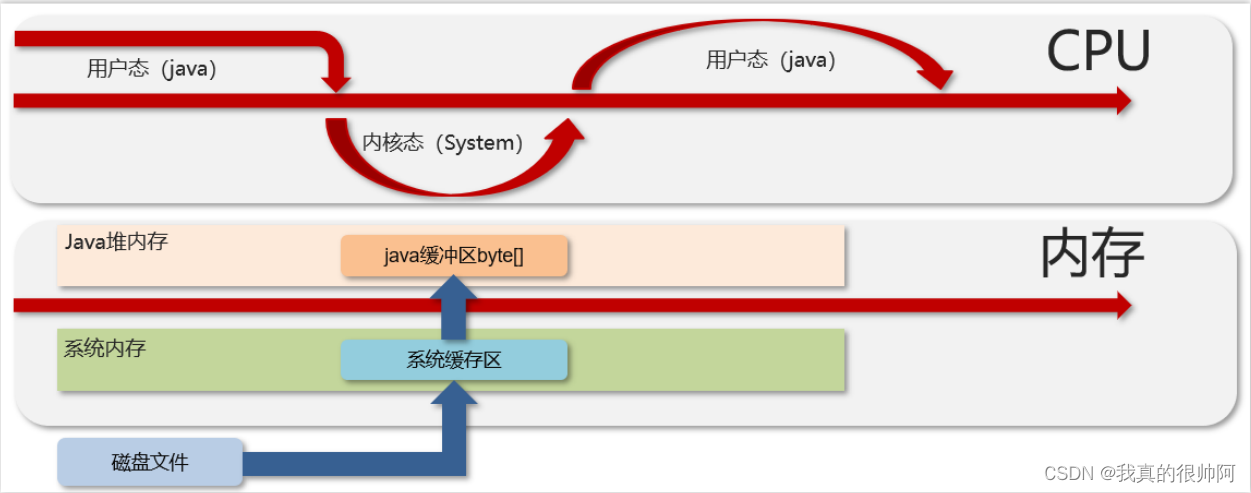 CPU
用户态（java）
用户态（java）
内核态（System）
内存
Java堆内存
java缓冲区byte[]
系统内存
系统缓存区
磁盘文件
CSDN @我真的很帅阿